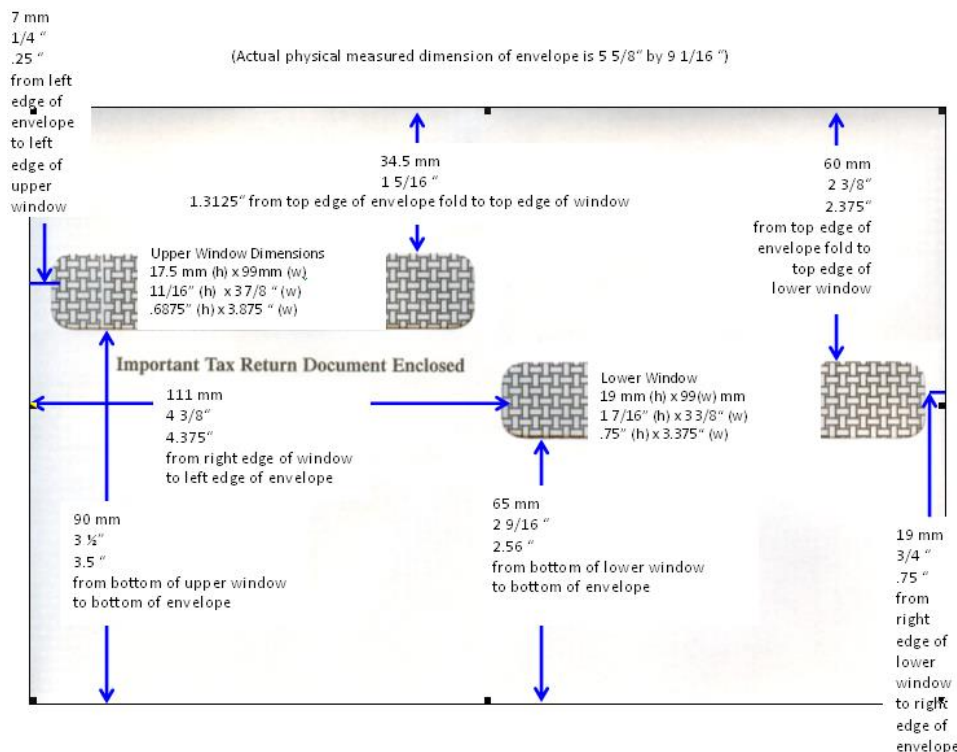 7 mm
1/4 “
.25 “
from left
edge of
envelope
to left
edge of
upper
window
(Actual physical measured dimension of envelope is 5 5/8” by 9 1/16 “)
34.5 mm
1 5/16 “
1.3125” from top edge of envelope fold to top edge of window
60 mm
2 3/8”
2.375”
from top edge of
envelope fold to
top edge of
lower window
Upper Window Dimensions
17.5 mm (h) x 99mm (w)
11/16” (h) x 3 7/8 “ (w)
.6875” (h) x 3.875 “ (w)
Important Tax Return Document Enclosed
Lower Window
19 mm (h) x 99(w) mm
1 7/16” (h) x 3 3/8” (w)
.75” (h) x 3.375” (w)
111 mm
4 3/8”
4.375”
from right edge of window
to left edge of envelope
90 mm
3 ½”
3.5 “
from bottom of upper window
to bottom of envelope
65 mm
2 9/16 “
2.56 “
from bottom of lower window
to bottom of envelope
19 mm
3/4 “
.75 “
from
right
edge of
lower
window
to right
edge of
envelope